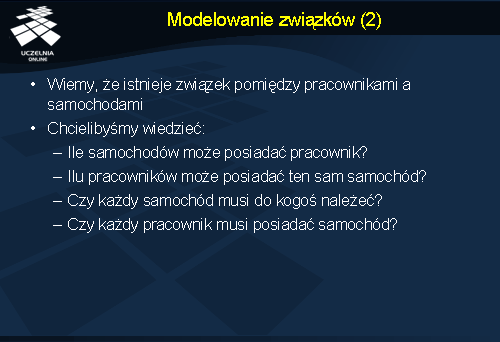 Modelowanie związków (2)
UCZELNIA
ONLINE
• Wiemy, że istnieje związek pomiędzy pracownikami a
samochodami
• Chcielibyśmy wiedzieć:
– Ile samochodów może posiadać pracownik?
– Ilu pracowników może posiadać ten sam samochód?
– Czy każdy samochód musi do kogoś należeć?
– Czy każdy pracownik musi posiadać samochód?